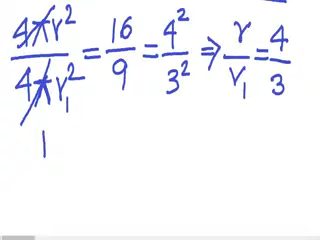 4πr²/4πr₁² = 16/9 = 4²/3² ⇒ r/r₁ = 4/3
1